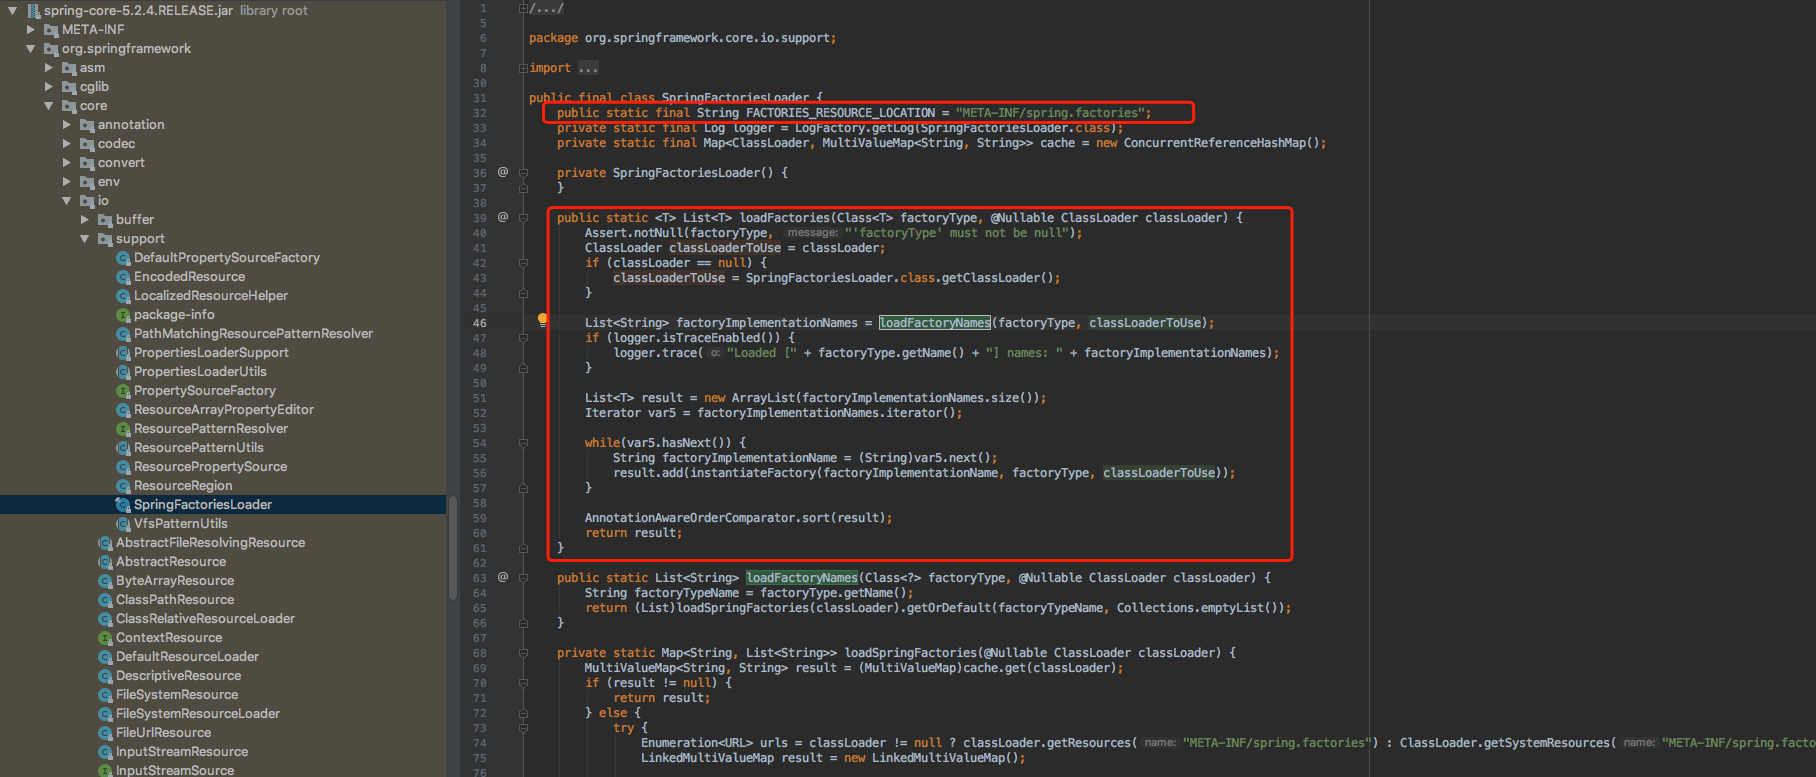 spring-core-5.2.4.RELEASE.jar library root
META-INF
org.springframework
asm
cglib
core
annotation
codec
convert
env
io
buffer
support
DefaultPropertySourceFactory
EncodedResource
LocalizedResourceHelper
package-info
PathMatchingResourcePatternResolver
PropertiesLoaderSupport
PropertiesLoaderUtils
PropertySourceFactory
ResourceArrayPropertyEditor
ResourcePatternResolver
ResourcePatternUtils
ResourcePropertySource
ResourceRegion
SpringFactoriesLoader
VfsPatternUtils
AbstractFileResolvingResource
AbstractResource
ByteArrayResource
ClassPathResource
ClassRelativeResourceLoader
ContextResource
DefaultResourceLoader
DescriptiveResource
FileSystemResource
FileSystemResourceLoader
FileUrlResource
InputStreamResource
InputStreamSource
1 /.../
5
6 package org.springframework.core.io.support;
7
8 import ...
30
31 public final class SpringFactoriesLoader {
32 public static final String FACTORIES_RESOURCE_LOCATION = "META-INF/spring.factories";
33 private static final Log logger = LogFactory.getLog(SpringFactoriesLoader.class);
34 private static final Map<ClassLoader, MultiValueMap<String, String>> cache = new ConcurrentReferenceHashMap();
35
36 @ private SpringFactoriesLoader() {
37 }
38
39 @ public static <T> List<T> loadFactories(Class<T> factoryType, @Nullable ClassLoader classLoader) {
40 Assert.notNull(factoryType, message: "'factoryType' must not be null");
41 ClassLoader classLoaderToUse = classLoader;
42 if (classLoader == null) {
43 classLoaderToUse = SpringFactoriesLoader.class.getClassLoader();
44 }
45
46 List<String> factoryImplementationNames = loadFactoryNames(factoryType, classLoaderToUse);
47 if (logger.isTraceEnabled()) {
48 logger.trace( o: "Loaded [" + factoryType.getName() + "] names: " + factoryImplementationNames);
49 }
50
51 List<T> result = new ArrayList(factoryImplementationNames.size());
52 Iterator var5 = factoryImplementationNames.iterator();
53
54 while(var5.hasNext()) {
55 String factoryImplementationName = (String)var5.next();
56 result.add(instantiateFactory(factoryImplementationName, factoryType, classLoaderToUse));
57 }
58
59 AnnotationAwareOrderComparator.sort(result);
60 return result;
61 }
62
63 @ public static List<String> loadFactoryNames(Class<?> factoryType, @Nullable ClassLoader classLoader) {
64 String factoryTypeName = factoryType.getName();
65 return (List)loadSpringFactories(classLoader).getOrDefault(factoryTypeName, Collections.emptyList());
66 }
67
68 private static Map<String, List<String>> loadSpringFactories(@Nullable ClassLoader classLoader) {
69 MultiValueMap<String, String> result = (MultiValueMap)cache.get(classLoader);
70 if (result != null) {
71 return result;
72 } else {
73 try {
74 Enumeration<URL> urls = classLoader != null ? classLoader.getResources( name: "META-INF/spring.factories") : ClassLoader.getSystemResources( name: "META-INF/spring.facto
75 LinkedMultiValueMap result = new LinkedMultiValueMap();
76